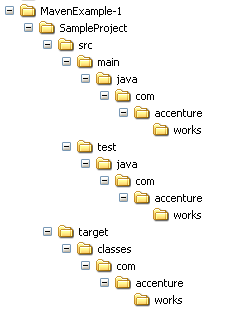 MavenExample-1
SampleProject
src
main
java
com
accenture
works
test
java
com
accenture
works
target
classes
com
accenture
works